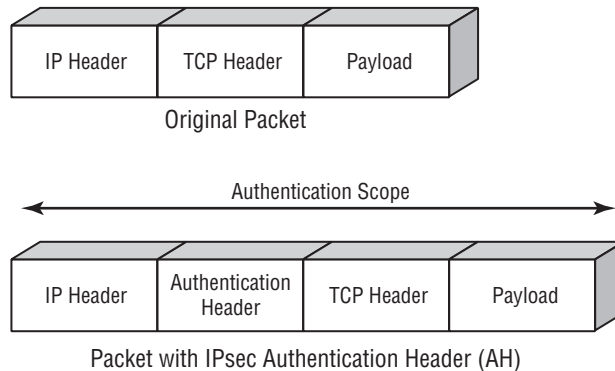 IP Header
TCP Header
Payload
Original Packet
Authentication Scope
IP Header
Authentication
Header
TCP Header
Payload
Packet with IPsec Authentication Header (AH)